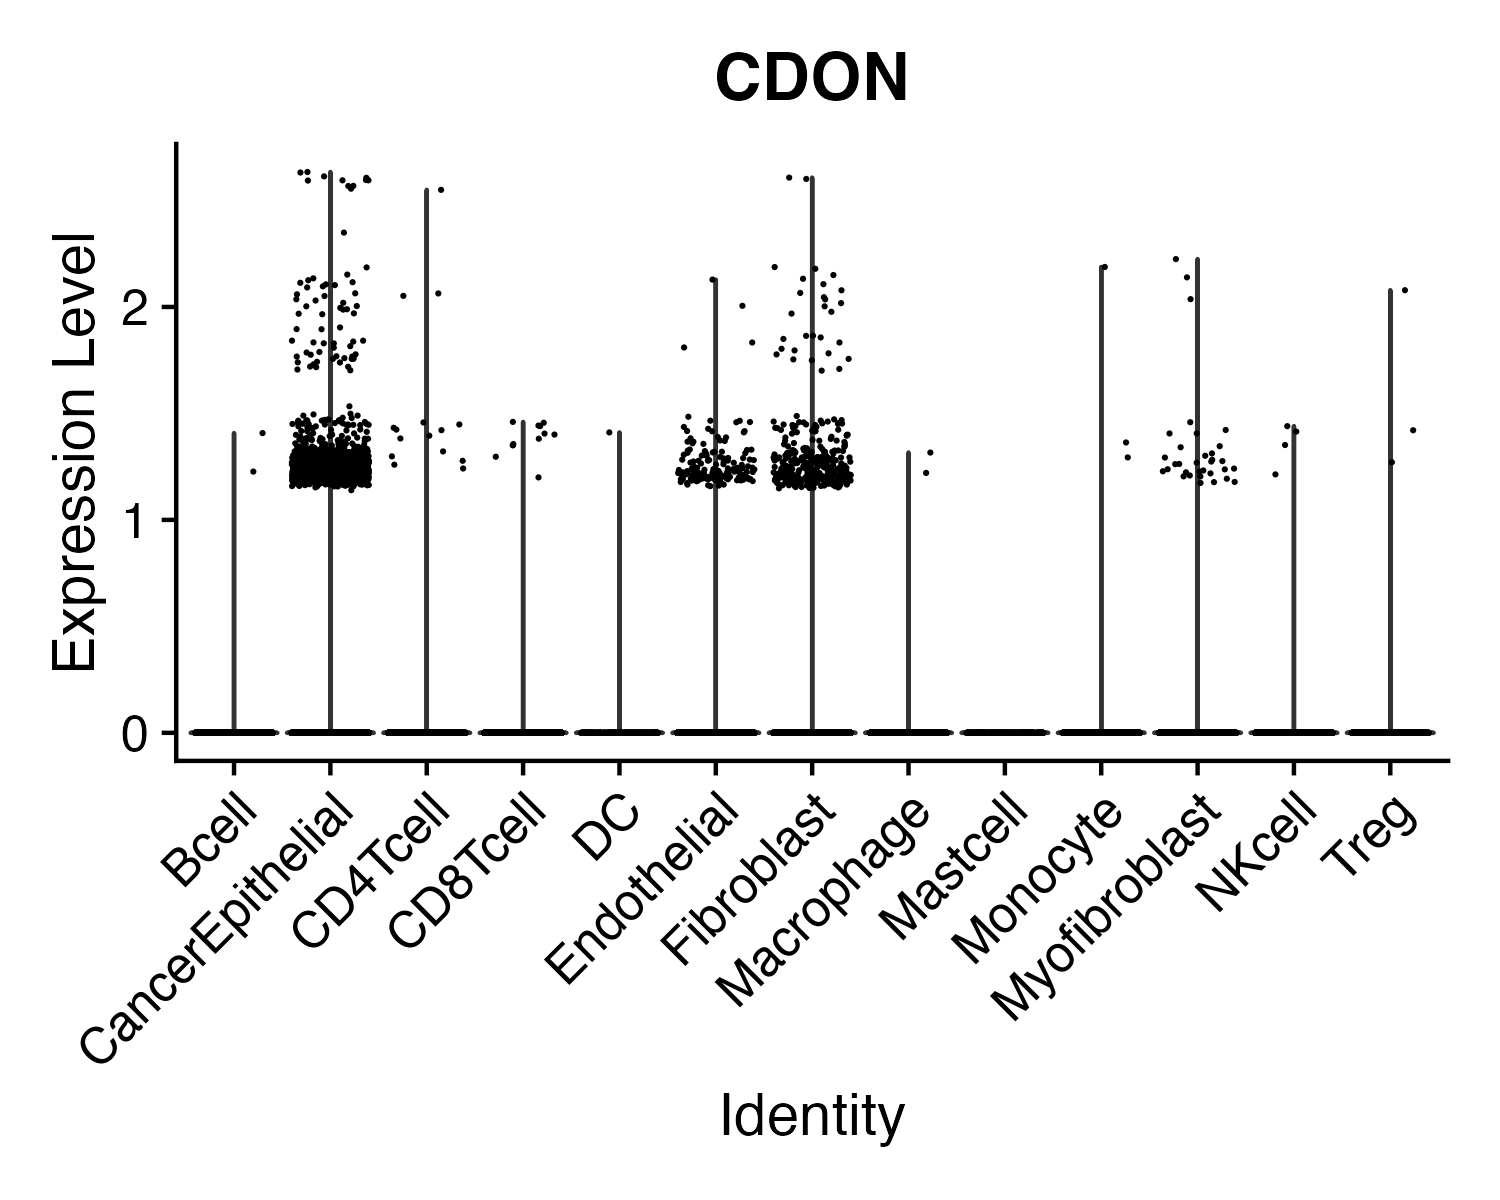 CDON
Expression Level
2
1
0
Bcell
CancerEpithelial
CD4Tcell
CD8Tcell
DC
Endothelial
Fibroblast
Macrophage
Mastcell
Monocyte
Myofibroblast
NKcell
Treg
Identity